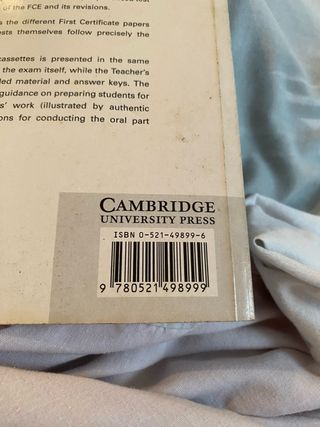 of the FCE and its revisions.
s the different First Certificate papers
ests themselves follow precisely the
cassettes is presented in the same
the exam itself, while the Teacher's
ded material and answer keys. The
guidance on preparing students for
s' work (illustrated by authentic
ons for conducting the oral part
CAMBRIDGE
UNIVERSITY PRESS
ISBN 0-521-49899-6
9 780521 498999